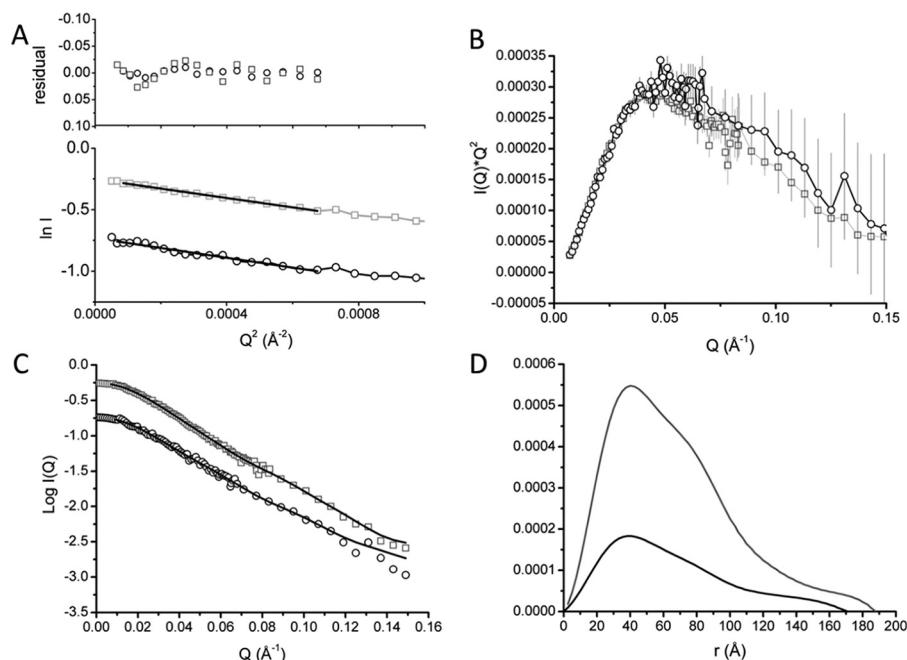 A
-0.10
-0.05
0.00
0.05
0.10
residual
0.0
-0.5
-1.0
ln I
0.0000 0.0004 0.0008
Q² (Å⁻²)
B
0.00035
0.00030
0.00025
0.00020
0.00015
0.00010
0.00005
0.00000
-0.00005
I(Q)*Q²
0.00 0.05 0.10 0.15
Q (Å⁻¹)
C
0.0
-0.5
-1.0
-1.5
-2.0
-2.5
-3.0
-3.5
Log I(Q)
0.00 0.02 0.04 0.06 0.08 0.10 0.12 0.14 0.16
Q (Å⁻¹)
D
0.0006
0.0005
0.0004
0.0003
0.0002
0.0001
0.0000
0 20 40 60 80 100 120 140 160 180 200
r (Å)